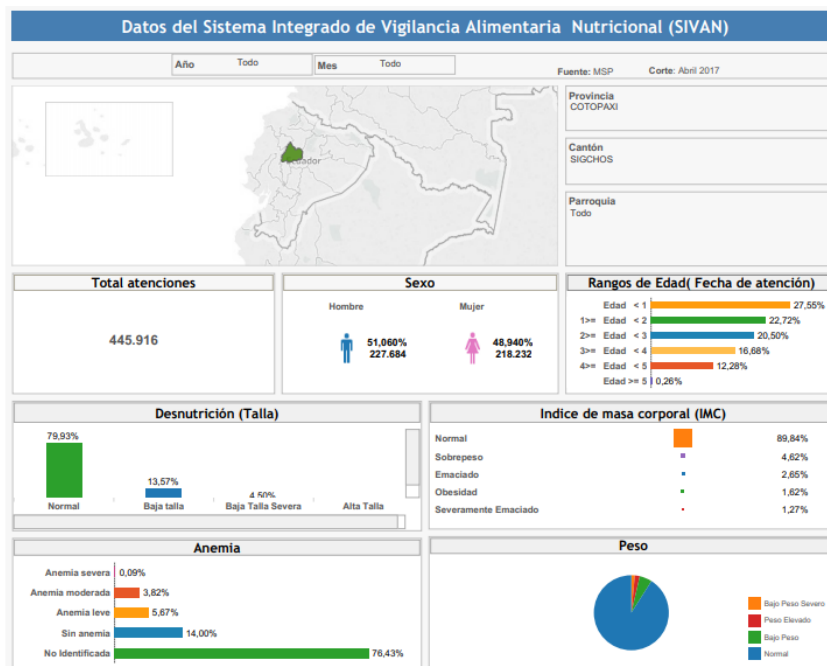 Datos del Sistema Integrado de Vigilancia Alimentaria Nutricional (SIVAN)
Año Todo Mes Todo
Fuente: MSP Corte: Abril 2017
Provincia
COTOPAXI
Cantón
SIGCHOS
Parroquia
Todo
Total atenciones
445.916
Sexo
Hombre Mujer
51,060% 48,940%
227.684 218.232
Rangos de Edad( Fecha de atención)
Edad < 1 27,55%
1>= Edad < 2 22,72%
2>= Edad < 3 20,50%
3>= Edad < 4 16,68%
4>= Edad < 5 12,28%
Edad >= 5 0,26%
Desnutrición (Talla)
79,93%
13,57%
4,50%
Normal Baja talla Baja Talla Severa Alta Talla
Indice de masa corporal (IMC)
Normal 89,84%
Sobrepeso 4,62%
Emaciado 2,65%
Obesidad 1,62%
Severamente Emaciado 1,27%
Anemia
Anemia severa 0,09%
Anemia moderada 3,82%
Anemia leve 5,67%
Sin anemia 14,00%
No Identificada 76,43%
Peso
Bajo Peso Severo
Peso Elevado
Bajo Peso
Normal